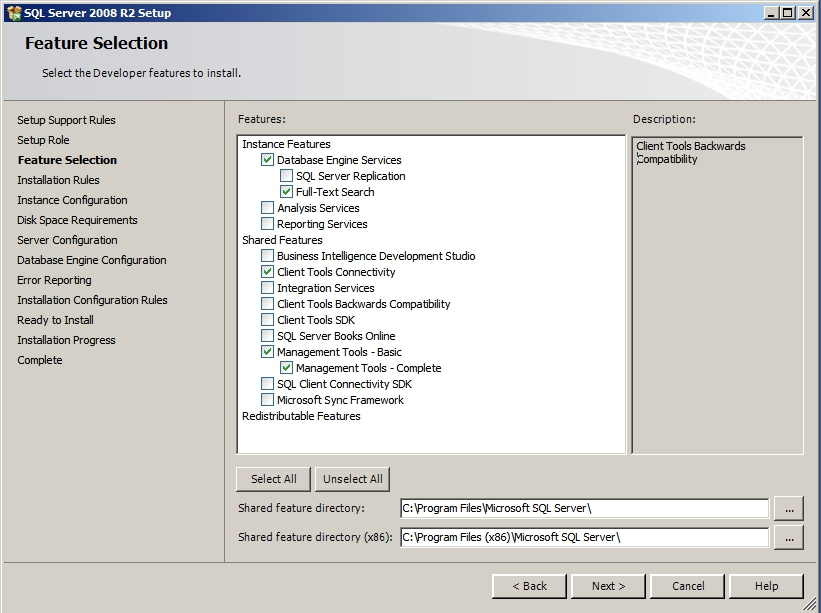 SQL Server 2008 R2 Setup
Feature Selection
Select the Developer features to install.
Setup Support Rules
Setup Role
Feature Selection
Installation Rules
Instance Configuration
Disk Space Requirements
Server Configuration
Database Engine Configuration
Error Reporting
Installation Configuration Rules
Ready to Install
Installation Progress
Complete
Features:
Instance Features
Database Engine Services
SQL Server Replication
Full-Text Search
Analysis Services
Reporting Services
Shared Features
Business Intelligence Development Studio
Client Tools Connectivity
Integration Services
Client Tools Backwards Compatibility
Client Tools SDK
SQL Server Books Online
Management Tools - Basic
Management Tools - Complete
SQL Client Connectivity SDK
Microsoft Sync Framework
Redistributable Features
Description:
Client Tools Backwards
Compatibility
Select All
Unselect All
Shared feature directory:
C:\Program Files\Microsoft SQL Server\
...
Shared feature directory (x86):
C:\Program Files (x86)\Microsoft SQL Server\
...
< Back
Next >
Cancel
Help